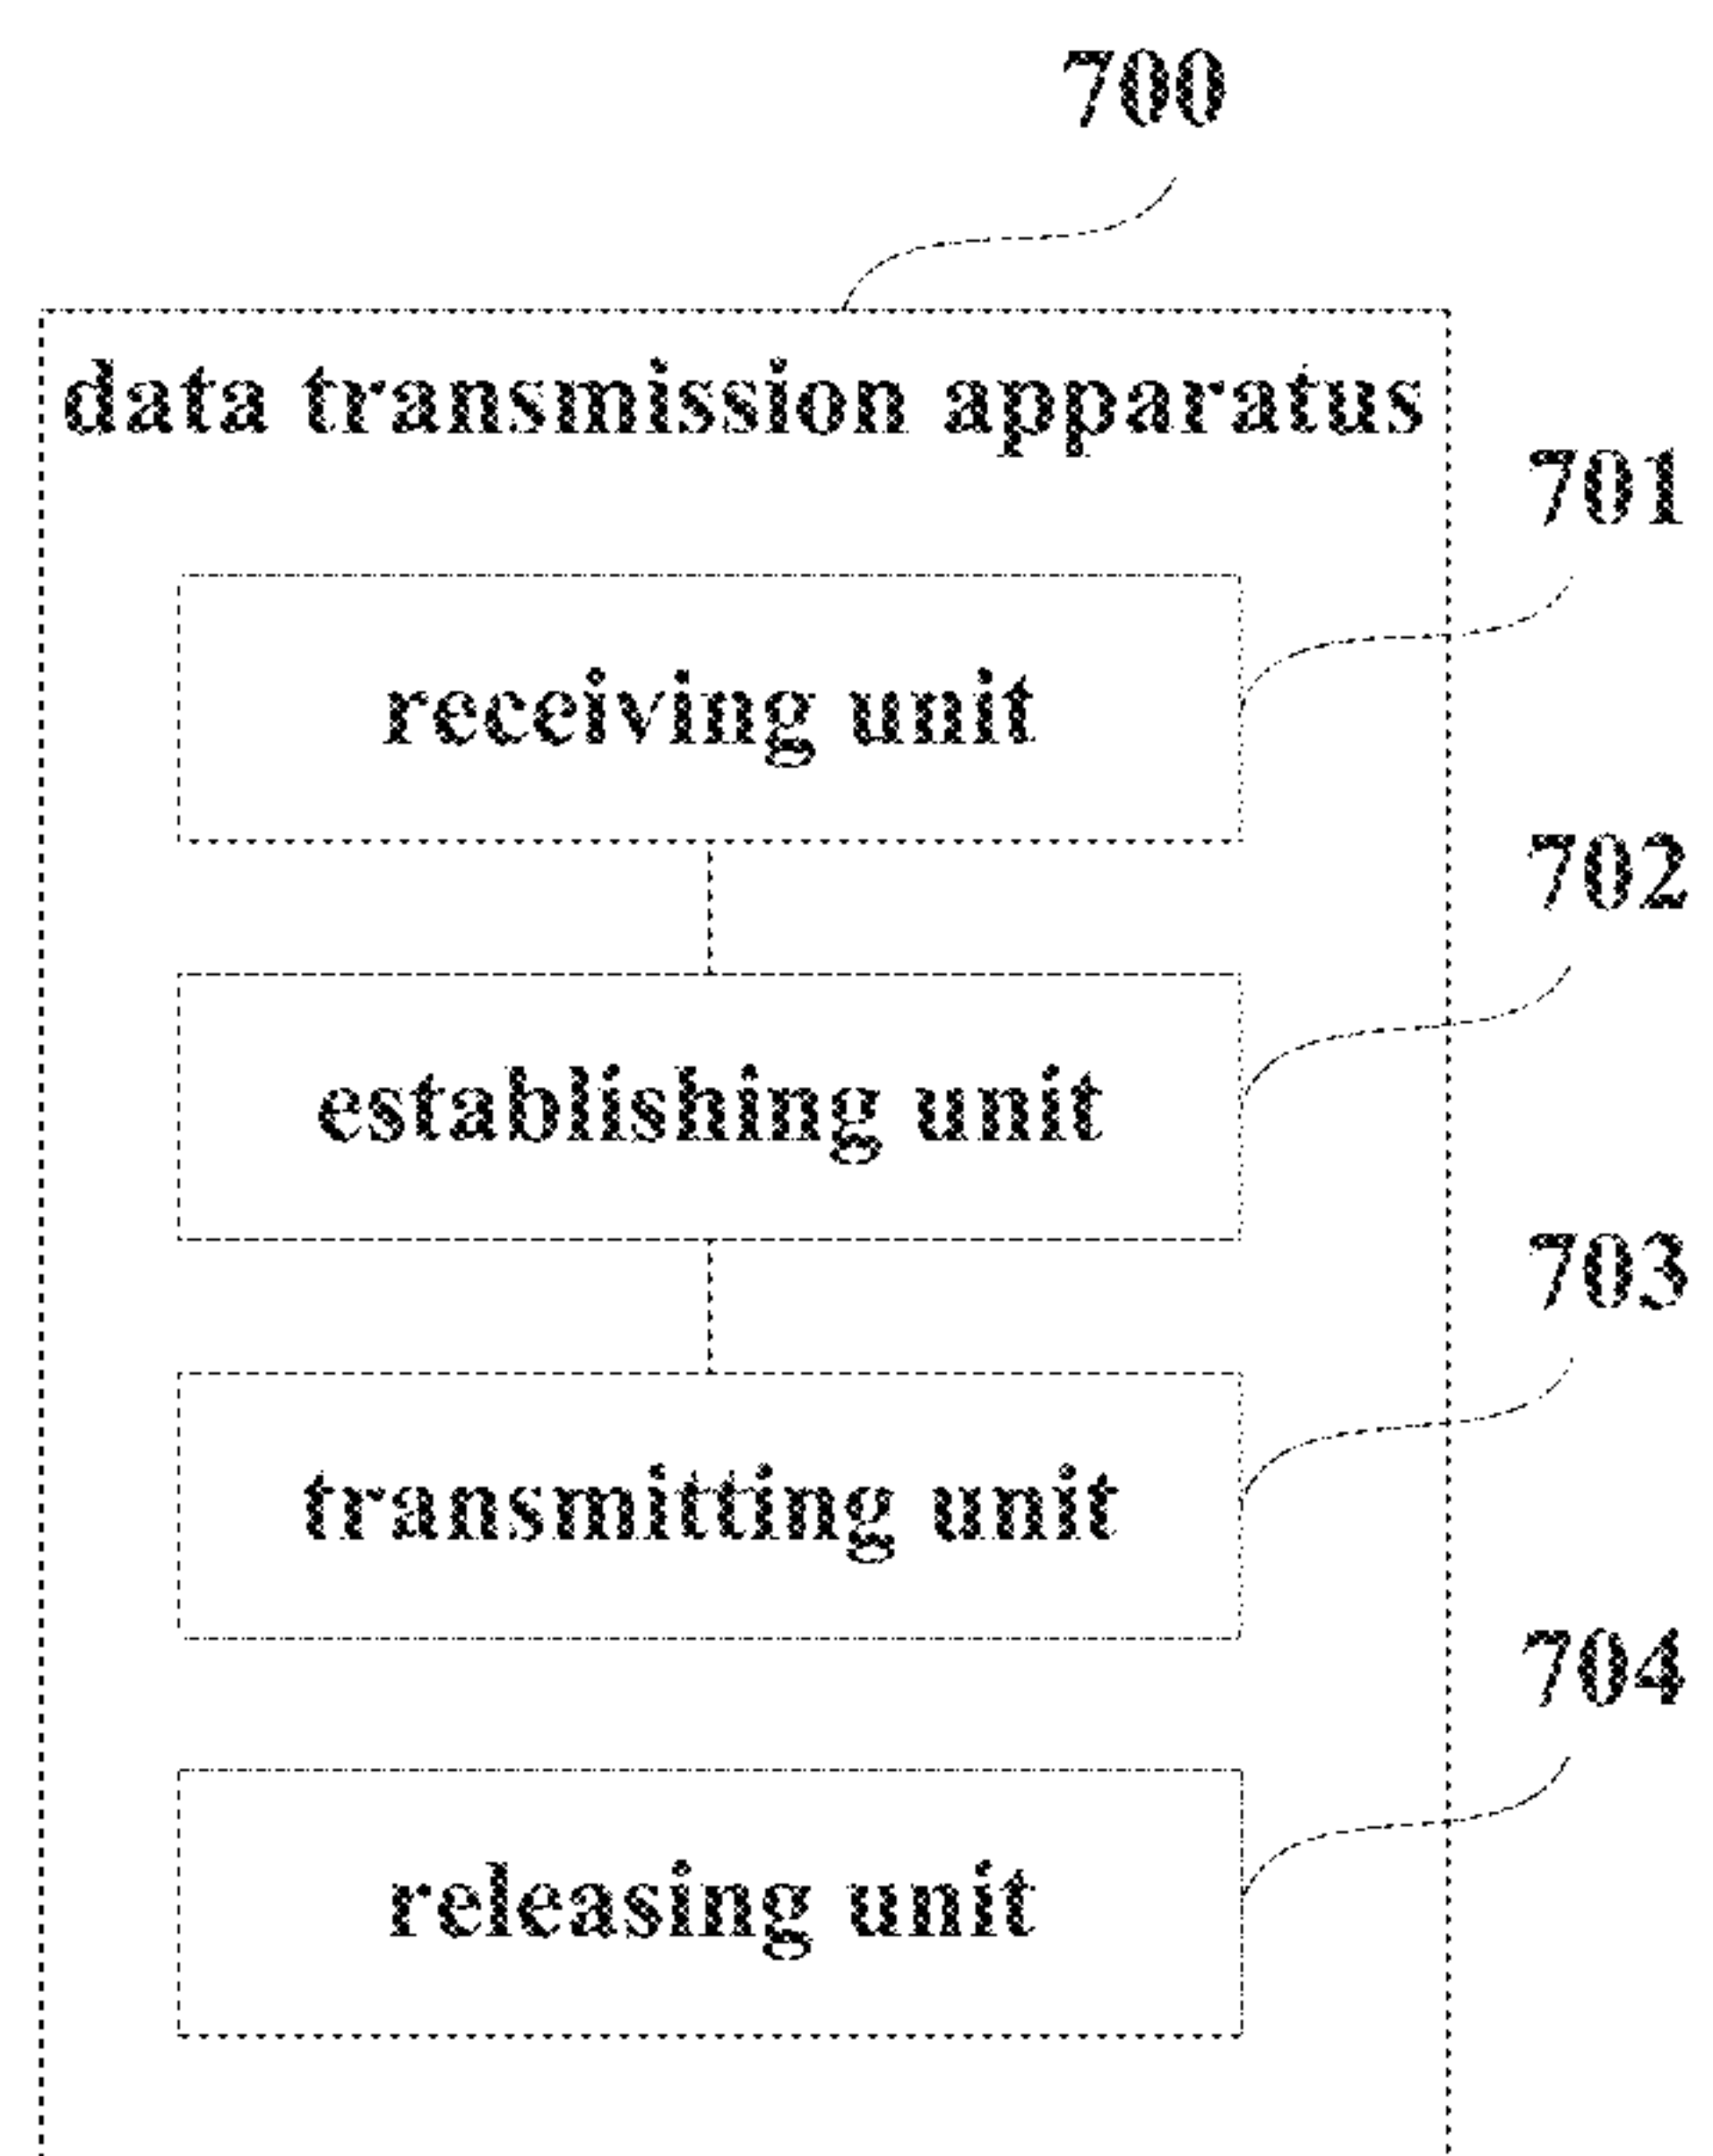 700
data transmission apparatus
701
receiving unit
702
establishing unit
703
transmitting unit
704
releasing unit